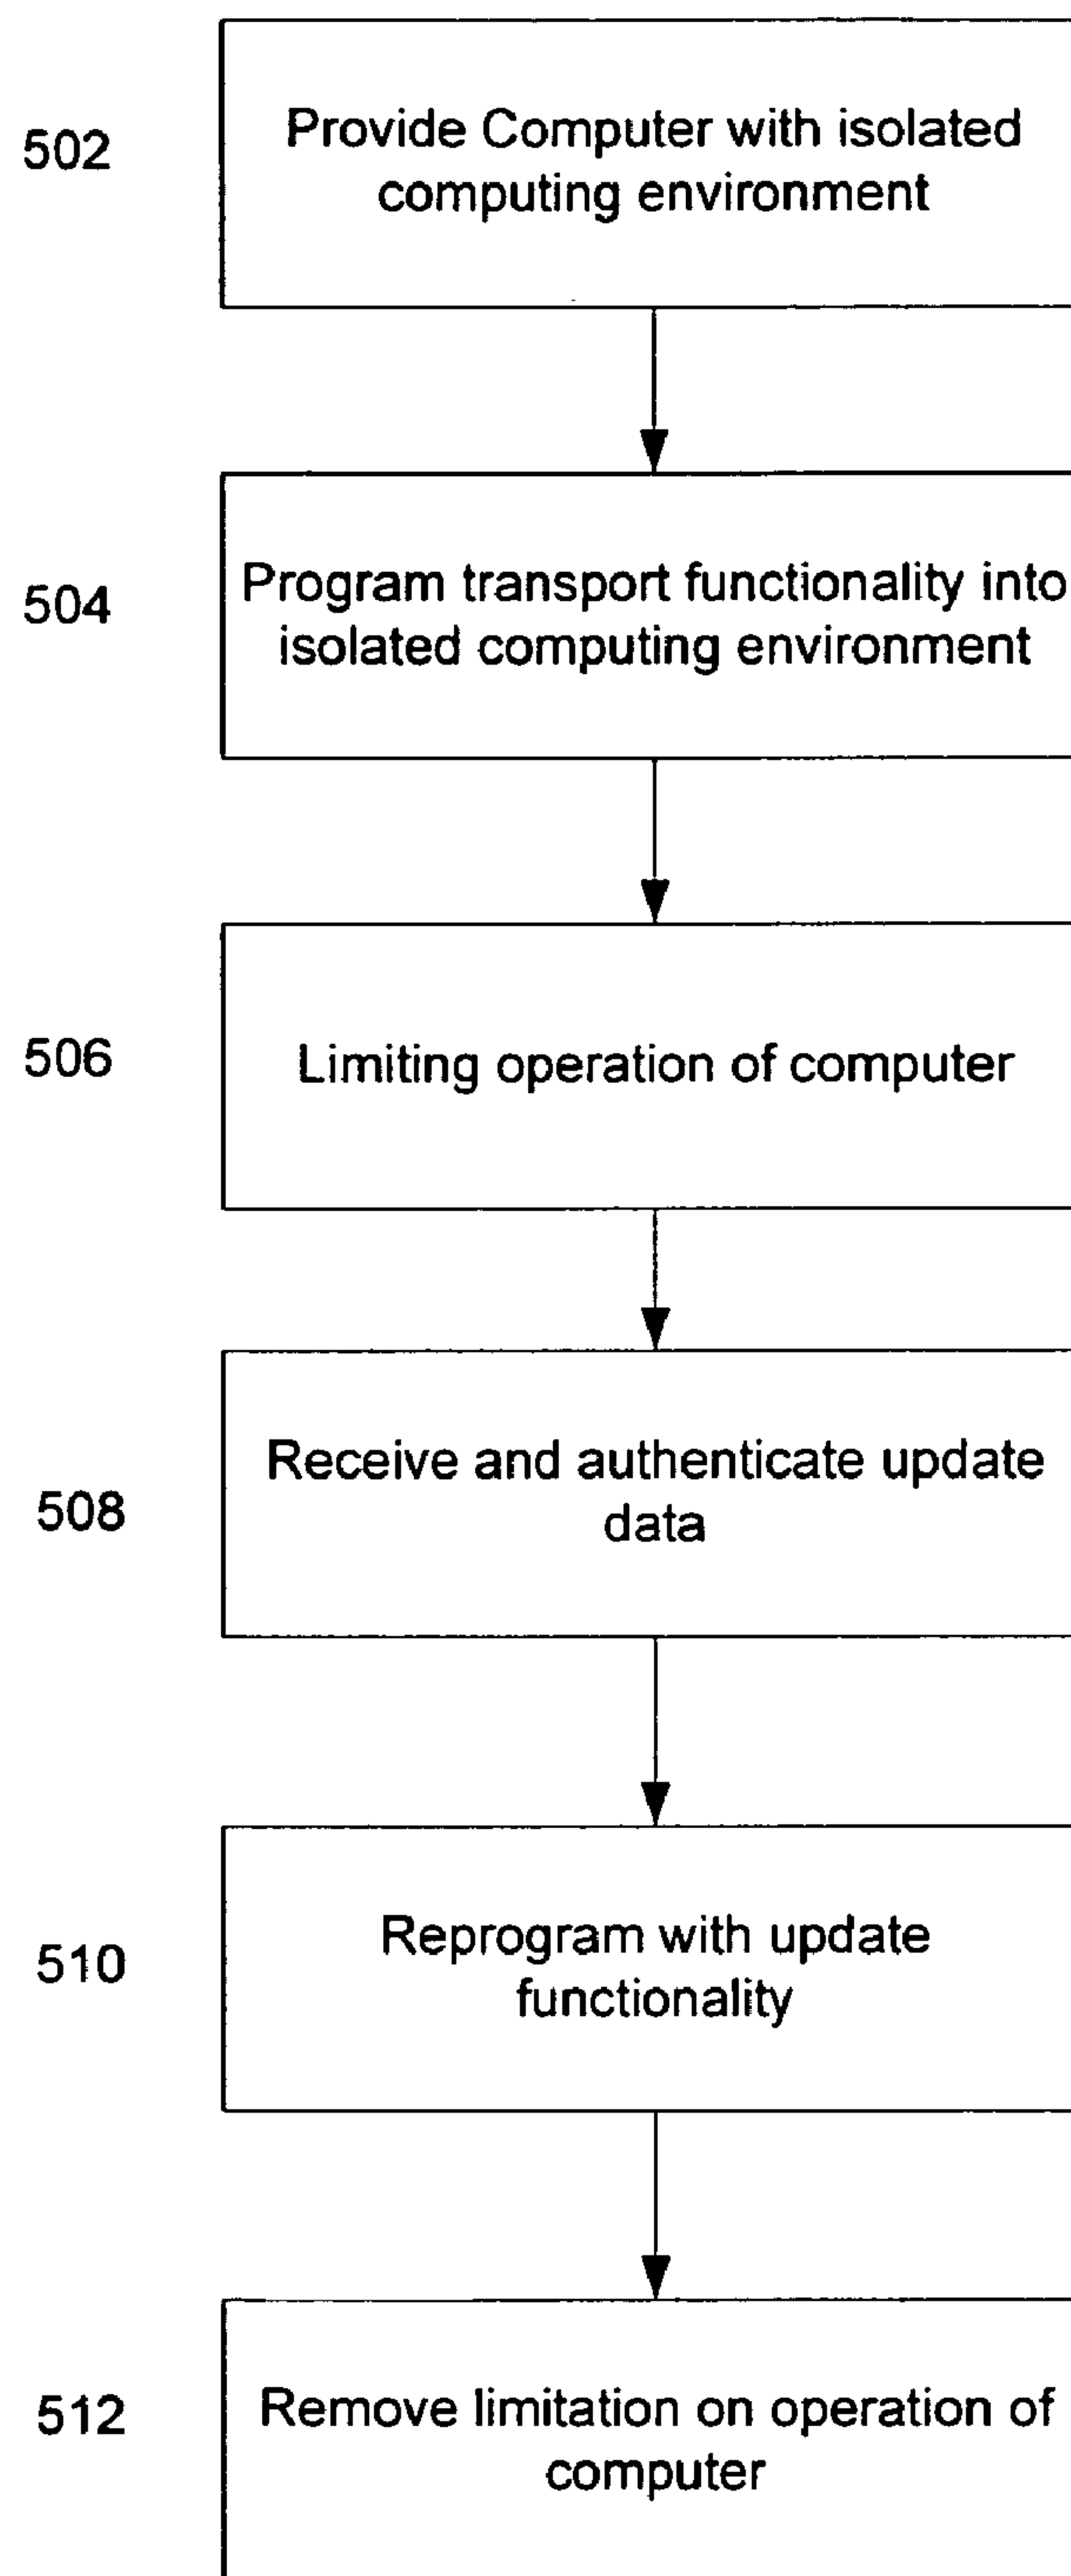 502
Provide Computer with isolated
computing environment
504
Program transport functionality into
isolated computing environment
506
Limiting operation of computer
508
Receive and authenticate update
data
510
Reprogram with update
functionality
512
Remove limitation on operation of
computer